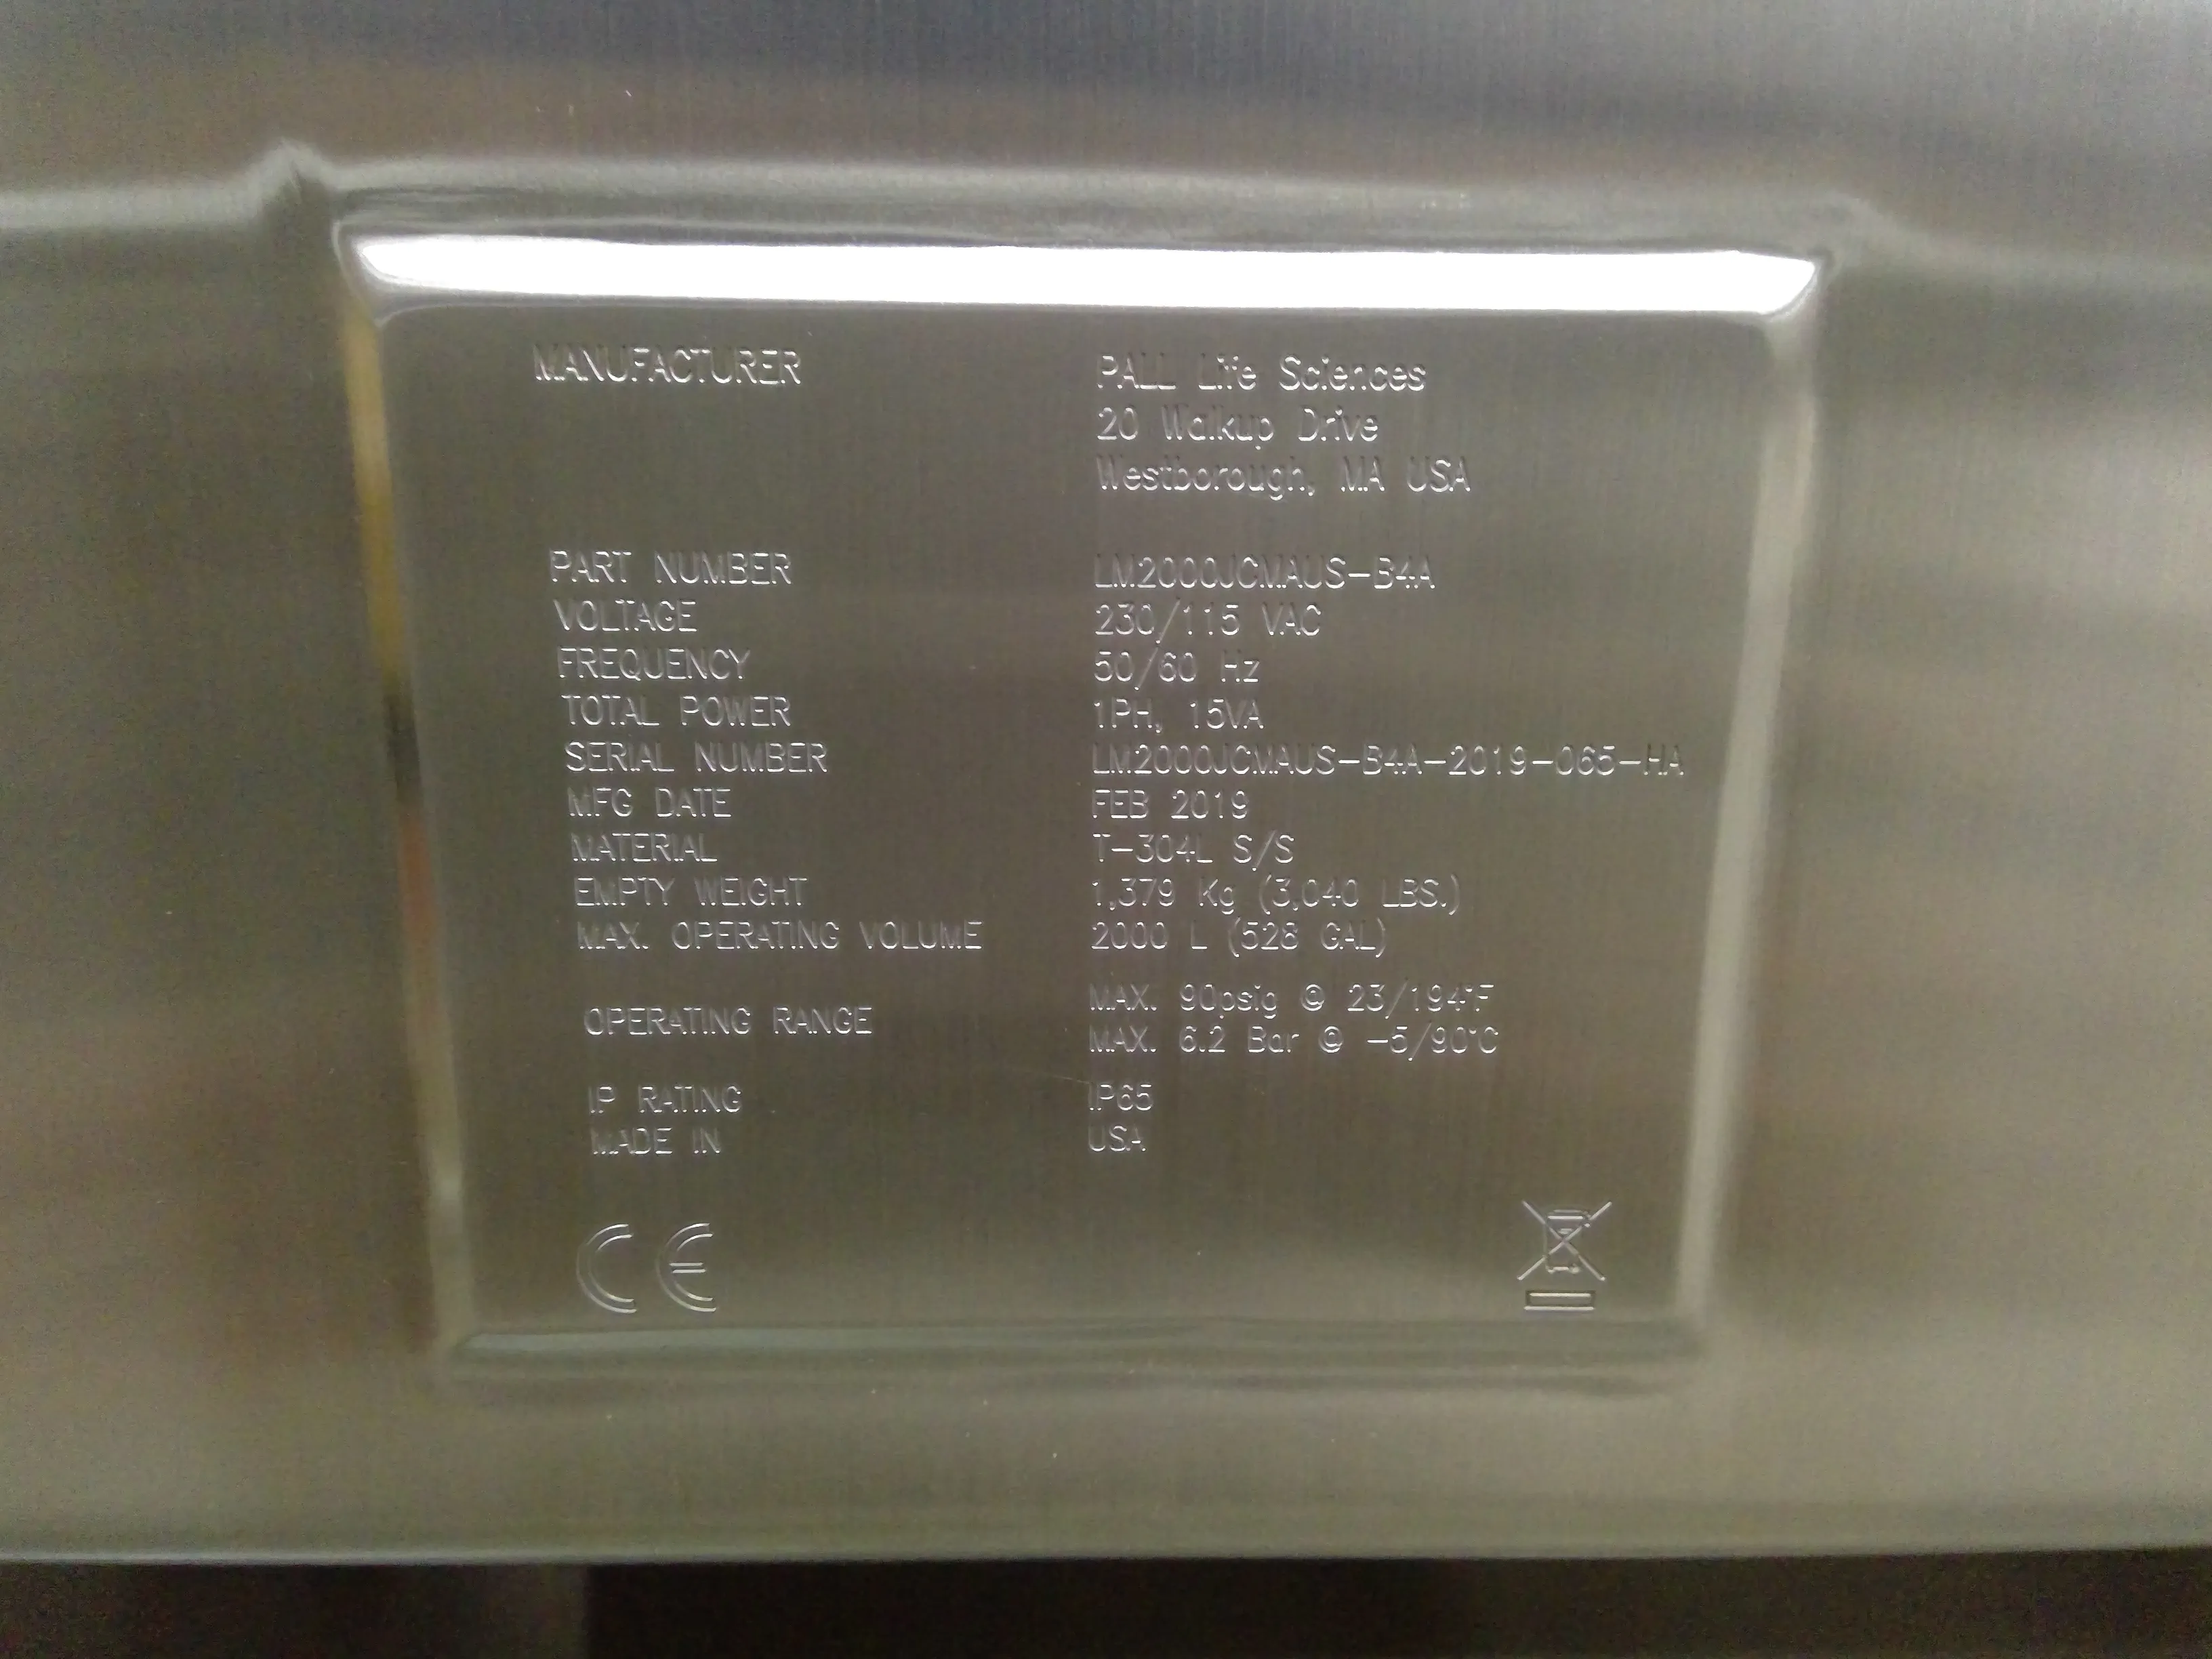 MANUFACTURER PALL Life Sciences
20 Walkup Drive
Westborough, MA USA
PART NUMBER LM2000JCMAUS-B4A
VOLTAGE 230/115 VAC
FREQUENCY 50/60 Hz
TOTAL POWER 1PH, 15VA
SERIAL NUMBER LM2000JCMAUS-B4A-2019-065-HA
MFG DATE FEB 2019
MATERIAL T-304L S/S
EMPTY WEIGHT 1,379 Kg (3,040 LBS.)
MAX. OPERATING VOLUME 2000 L (528 GAL)
OPERATING RANGE MAX. 90psig @ 23/194°F
MAX. 6.2 Bar @ -5/90°C
IP RATING IP65
MADE IN USA
CE